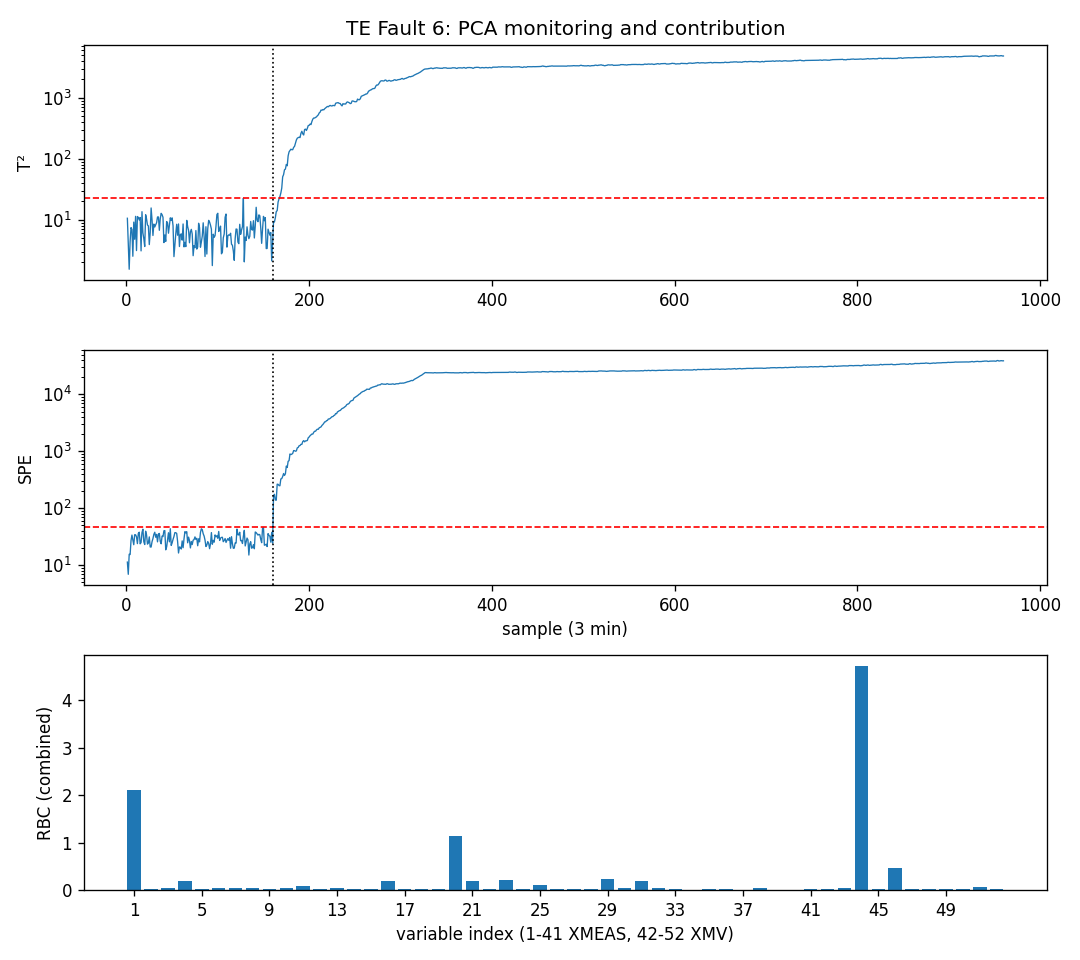 TE Fault 6: PCA monitoring and contribution
T²
10³
10²
10¹
0 200 400 600 800 1000
SPE
10⁴
10³
10²
10¹
0 200 400 600 800 1000
sample (3 min)
RBC (combined)
4
3
2
1
0
1 5 9 13 17 21 25 29 33 37 41 45 49
variable index (1-41 XMEAS, 42-52 XMV)